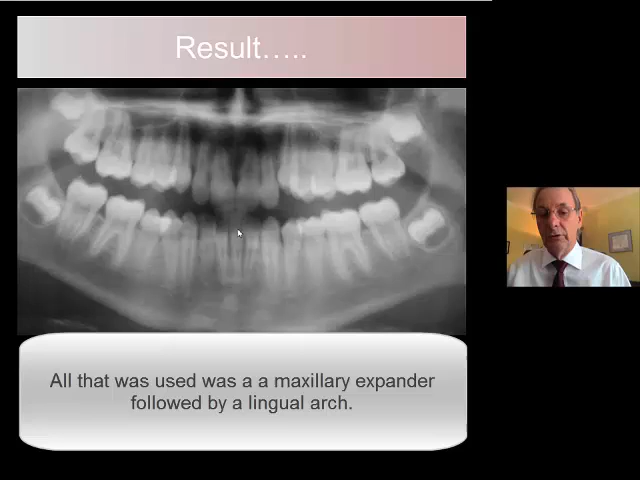 Result…..
All that was used was a a maxillary expander
followed by a lingual arch.